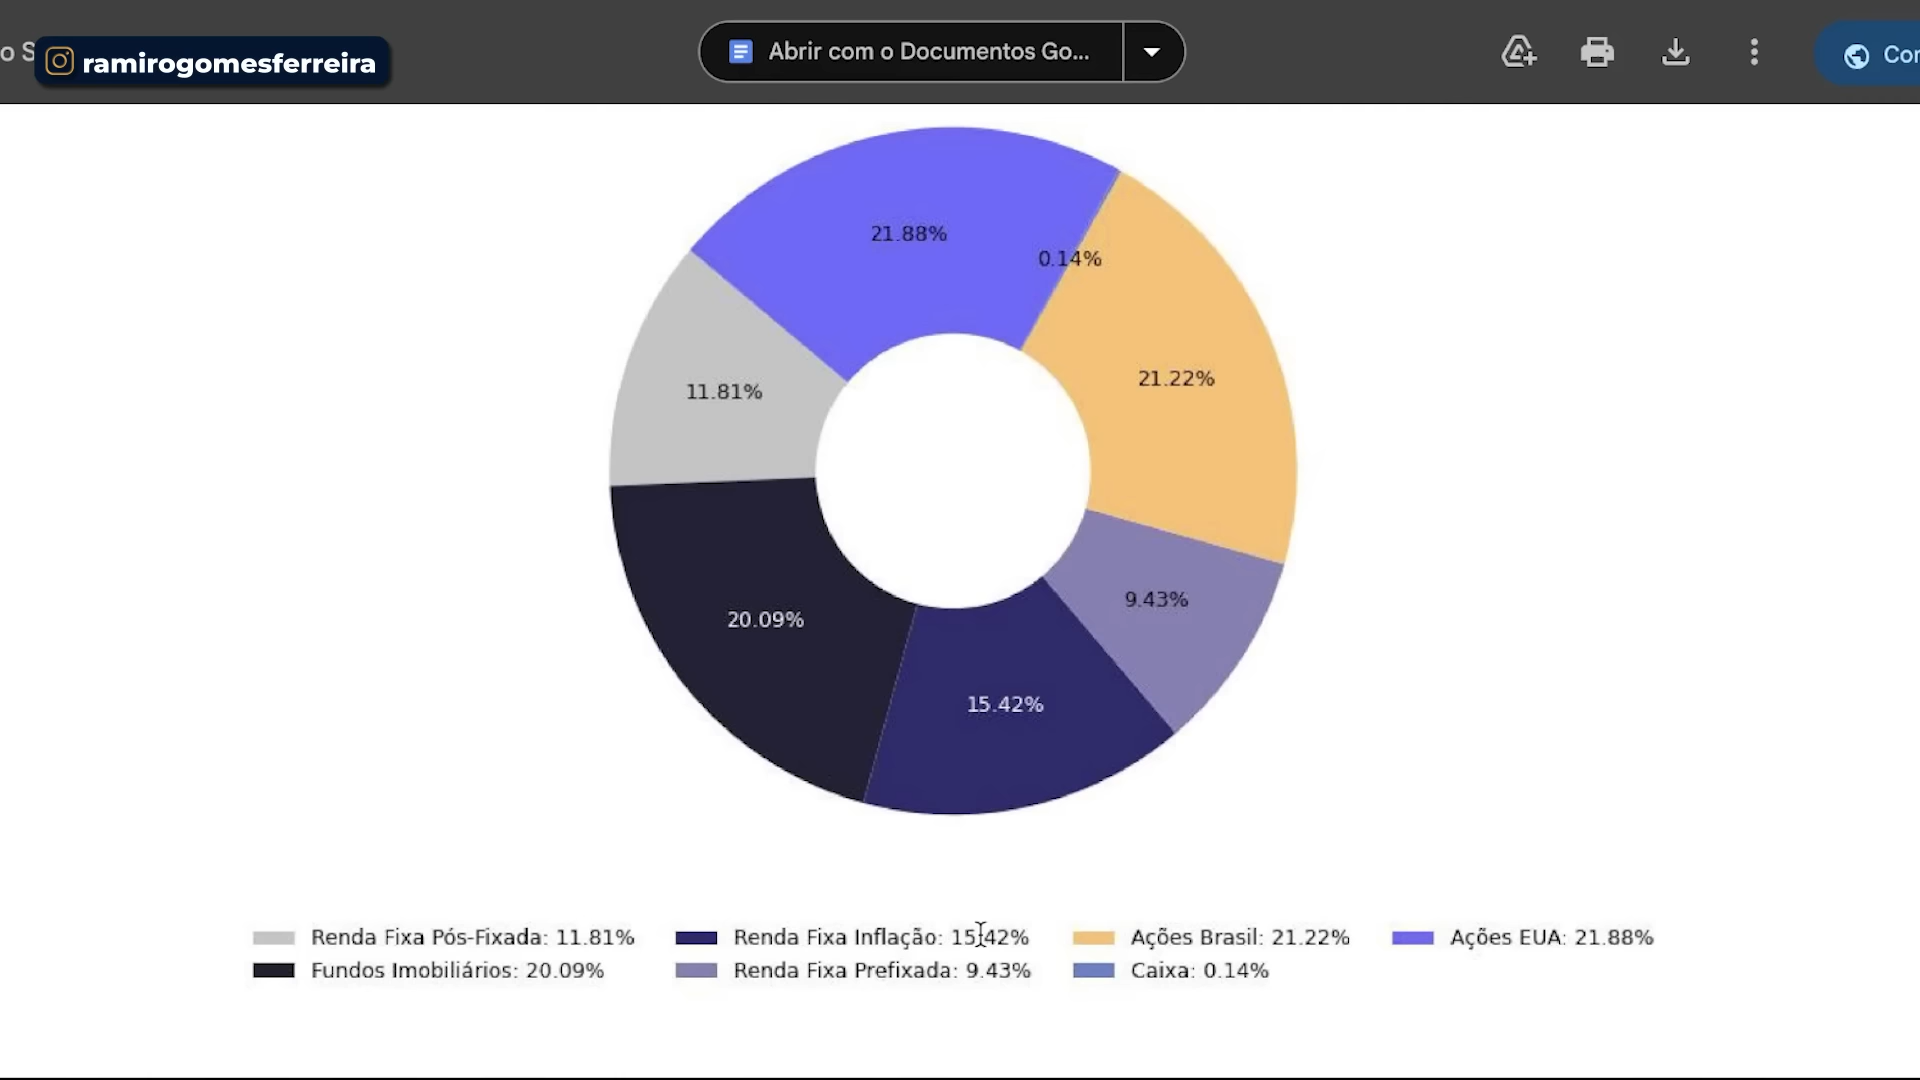 o S
ramirogomesferreira
Abrir com o Documentos Go...
Cor
21.88%
0.14%
21.22%
11.81%
9.43%
20.09%
15.42%
Renda Fixa Pós-Fixada: 11.81%
Renda Fixa Inflação: 15.42%
Ações Brasil: 21.22%
Ações EUA: 21.88%
Fundos Imobiliários: 20.09%
Renda Fixa Prefixada: 9.43%
Caixa: 0.14%